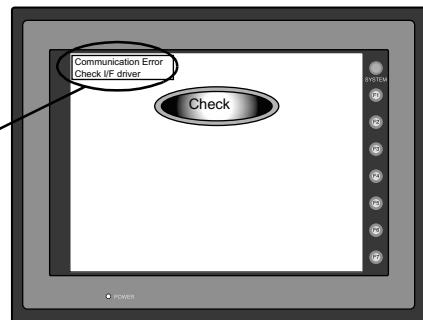 Communication Error
Check I/F driver
Check
SYSTEM
F1
F2
F3
F4
F5
F6
F7
POWER